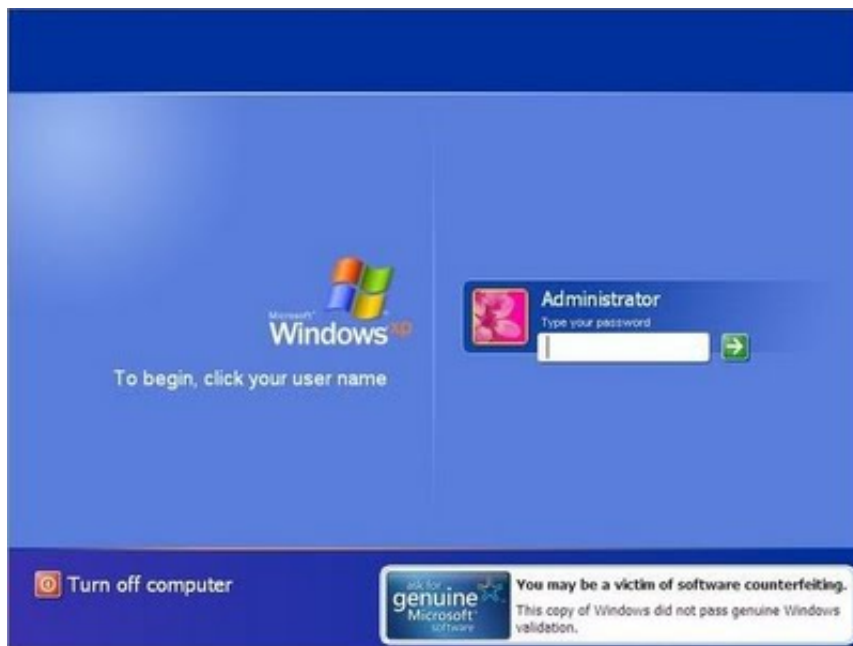 Microsoft
Windows xp
To begin, click your user name
Administrator
Type your password
Turn off computer
ask for
genuine
Microsoft
software
You may be a victim of software counterfeiting.
This copy of Windows did not pass genuine Windows
validation.